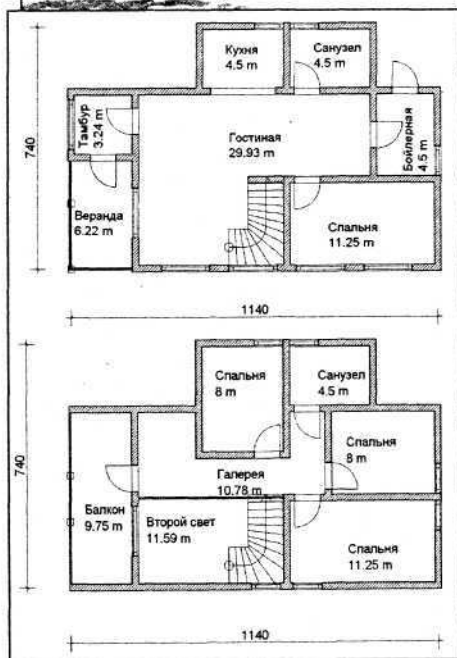 Кухня
4.5 m
Санузел
4.5 m
Тамбур
3.24 m
Гостиная
29.93 m
Бойлерная
4.5 m
740
Веранда
6.22 m
Спальня
11.25 m
1140
Спальня
8 m
Санузел
4.5 m
Спальня
8 m
740
Галерея
10.78 m
Балкон
9.75 m
Второй свет
11.59 m
Спальня
11.25 m
1140